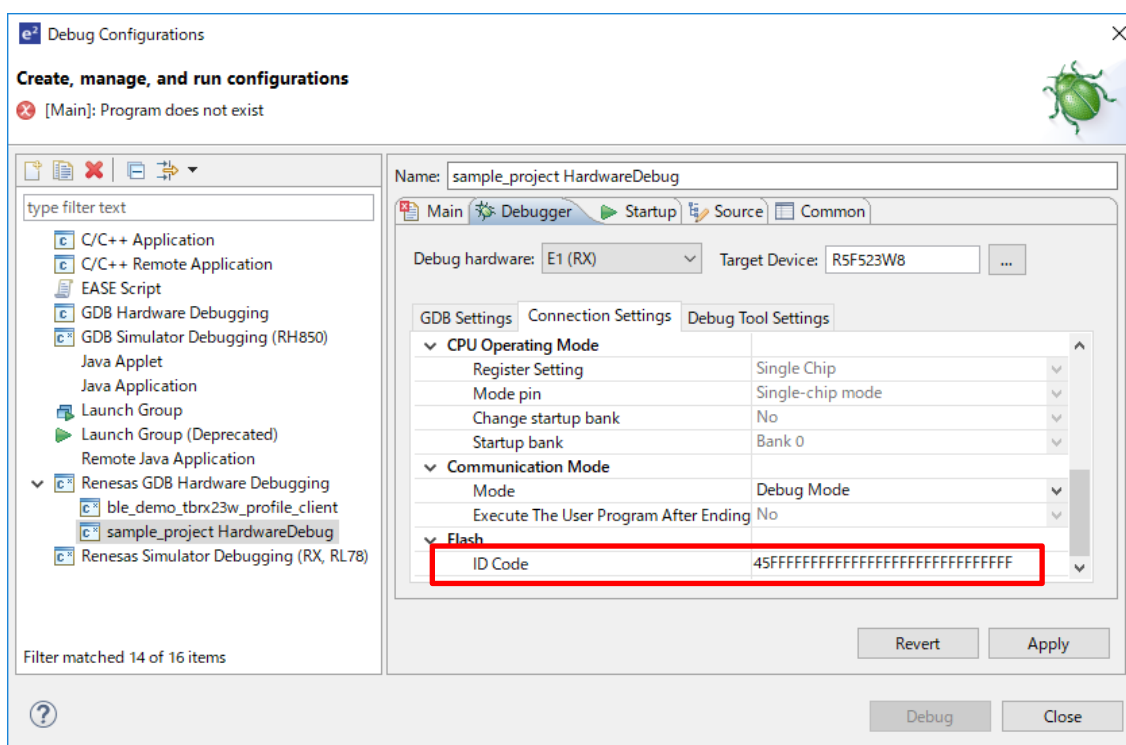 e² Debug Configurations
Create, manage, and run configurations
[Main]: Program does not exist
type filter text
C/C++ Application
C/C++ Remote Application
EASE Script
GDB Hardware Debugging
GDB Simulator Debugging (RH850)
Java Applet
Java Application
Launch Group
Launch Group (Deprecated)
Remote Java Application
Renesas GDB Hardware Debugging
ble_demo_tbrx23w_profile_client
sample_project HardwareDebug
Renesas Simulator Debugging (RX, RL78)
Filter matched 14 of 16 items
Name: sample_project HardwareDebug
Main Debugger Startup Source Common
Debug hardware: E1 (RX) Target Device: R5F523W8 ...
GDB Settings Connection Settings Debug Tool Settings
CPU Operating Mode
Register Setting Single Chip
Mode pin Single-chip mode
Change startup bank No
Startup bank Bank 0
Communication Mode
Mode Debug Mode
Execute The User Program After Ending No
Flash
ID Code 45FFFFFFFFFFFFFFFFFFFFFFFFFFFFFF
Revert Apply
? Debug Close